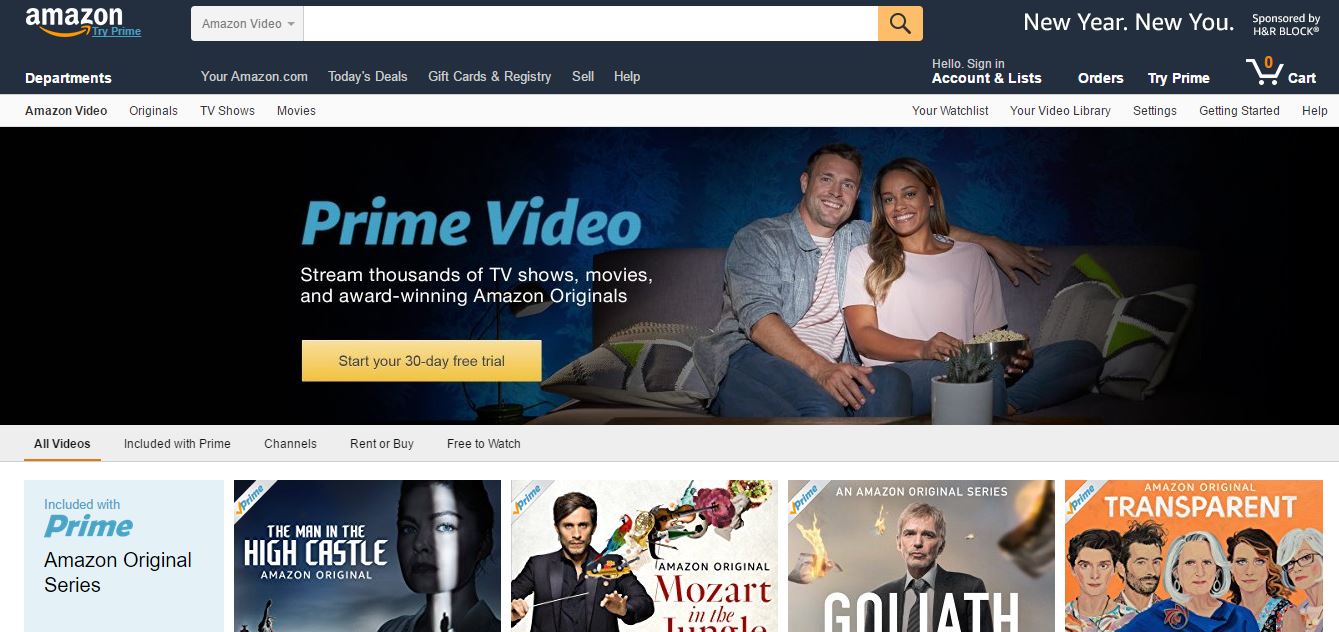 amazon
Try Prime
Amazon Video
New Year. New You.
Sponsored by
H&R BLOCK®
Departments
Your Amazon.com
Today's Deals
Gift Cards & Registry
Sell
Help
Hello. Sign in
Account & Lists
Orders
Try Prime
0
Cart
Amazon Video
Originals
TV Shows
Movies
Your Watchlist
Your Video Library
Settings
Getting Started
Help
Prime Video
Stream thousands of TV shows, movies,
and award-winning Amazon Originals
Start your 30-day free trial
All Videos
Included with Prime
Channels
Rent or Buy
Free to Watch
Included with
Prime
Amazon Original
Series
Prime
THE MAN IN THE
HIGH CASTLE
AMAZON ORIGINAL
Prime
AMAZON ORIGINAL
Mozart
in the
Jungle
Prime
AN AMAZON ORIGINAL SERIES
GOLIATH
Prime
AMAZON ORIGINAL
TRANSPARENT